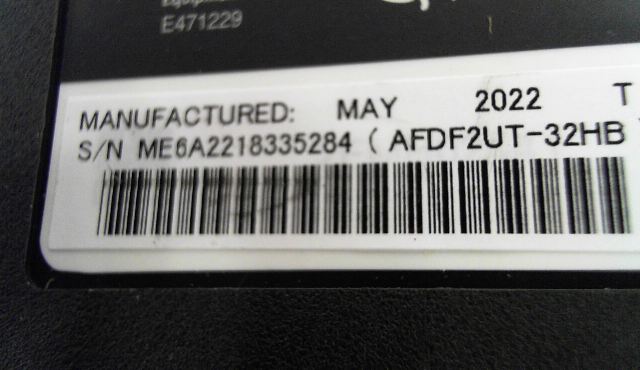 E471229
MANUFACTURED: MAY 2022 T
S/N ME6A2218335284 ( AFDF2UT-32HB